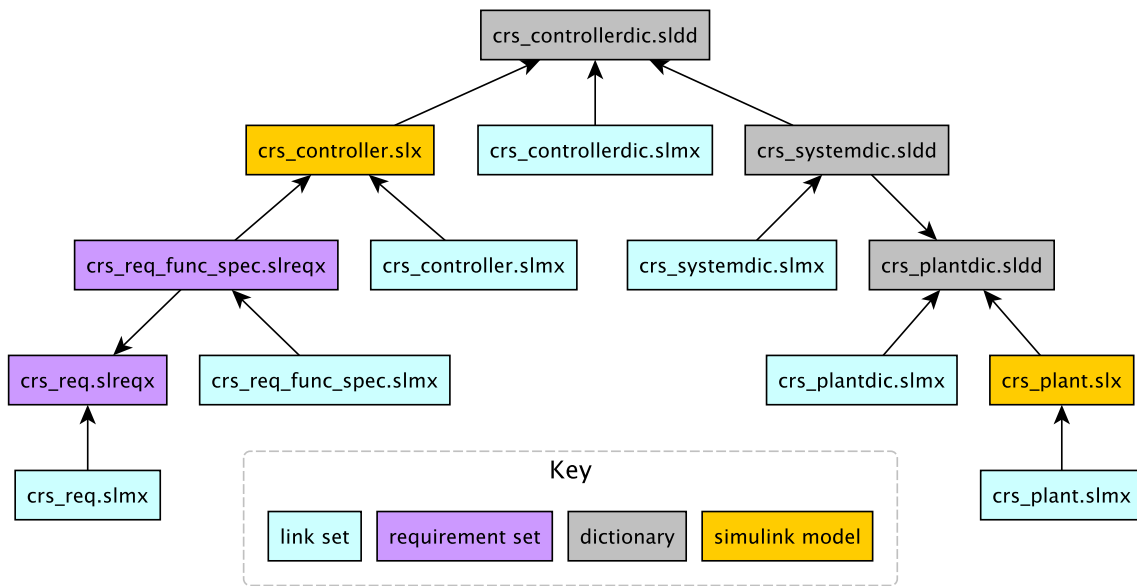 crs_controllerdic.sldd
crs_controller.slx
crs_controllerdic.slmx
crs_systemdic.sldd
crs_req_func_spec.slreqx
crs_controller.slmx
crs_systemdic.slmx
crs_plantdic.sldd
crs_req.slreqx
crs_req_func_spec.slmx
crs_plantdic.slmx
crs_plant.slx
crs_req.slmx
crs_plant.slmx
Key
link set
requirement set
dictionary
simulink model